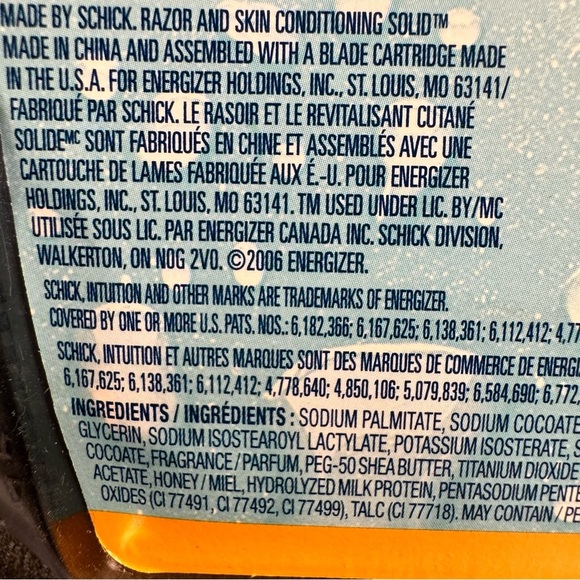 MADE BY SCHICK. RAZOR AND SKIN CONDITIONING SOLID™
MADE IN CHINA AND ASSEMBLED WITH A BLADE CARTRIDGE MADE
IN THE U.S.A. FOR ENERGIZER HOLDINGS, INC., ST. LOUIS, MO 63141/
FABRIQUÉ PAR SCHICK. LE RASOIR ET LE REVITALISANT CUTANÉ
SOLIDEᴹᶜ SONT FABRIQUÉS EN CHINE ET ASSEMBLÉS AVEC UNE
CARTOUCHE DE LAMES FABRIQUÉE AUX É.-U. POUR ENERGIZER
HOLDINGS, INC., ST. LOUIS, MO 63141. TM USED UNDER LIC. BY/MC
UTILISÉE SOUS LIC. PAR ENERGIZER CANADA INC. SCHICK DIVISION,
WALKERTON, ON NOG 2V0. ©2006 ENERGIZER.
SCHICK, INTUITION AND OTHER MARKS ARE TRADEMARKS OF ENERGIZER.
COVERED BY ONE OR MORE U.S. PATS. NOS.: 6,182,366; 6,167,625; 6,138,361; 6,112,412; 4,77
SCHICK, INTUITION ET AUTRES MARQUES SONT DES MARQUES DE COMMERCE DE ENERGIZ
6,167,625; 6,138,361; 6,112,412; 4,778,640; 4,850,106; 5,079,839; 6,584,690; 6,772,
INGREDIENTS / INGRÉDIENTS : SODIUM PALMITATE, SODIUM COCOATE
GLYCERIN, SODIUM ISOSTEAROYL LACTYLATE, POTASSIUM ISOSTERATE, S
COCOATE, FRAGRANCE / PARFUM, PEG-50 SHEA BUTTER, TITANIUM DIOXIDE
ACETATE, HONEY / MIEL, HYDROLYZED MILK PROTEIN, PENTASODIUM PENTE
OXIDES (CI 77491, CI 77492, CI 77499), TALC (CI 77718). MAY CONTAIN / PE